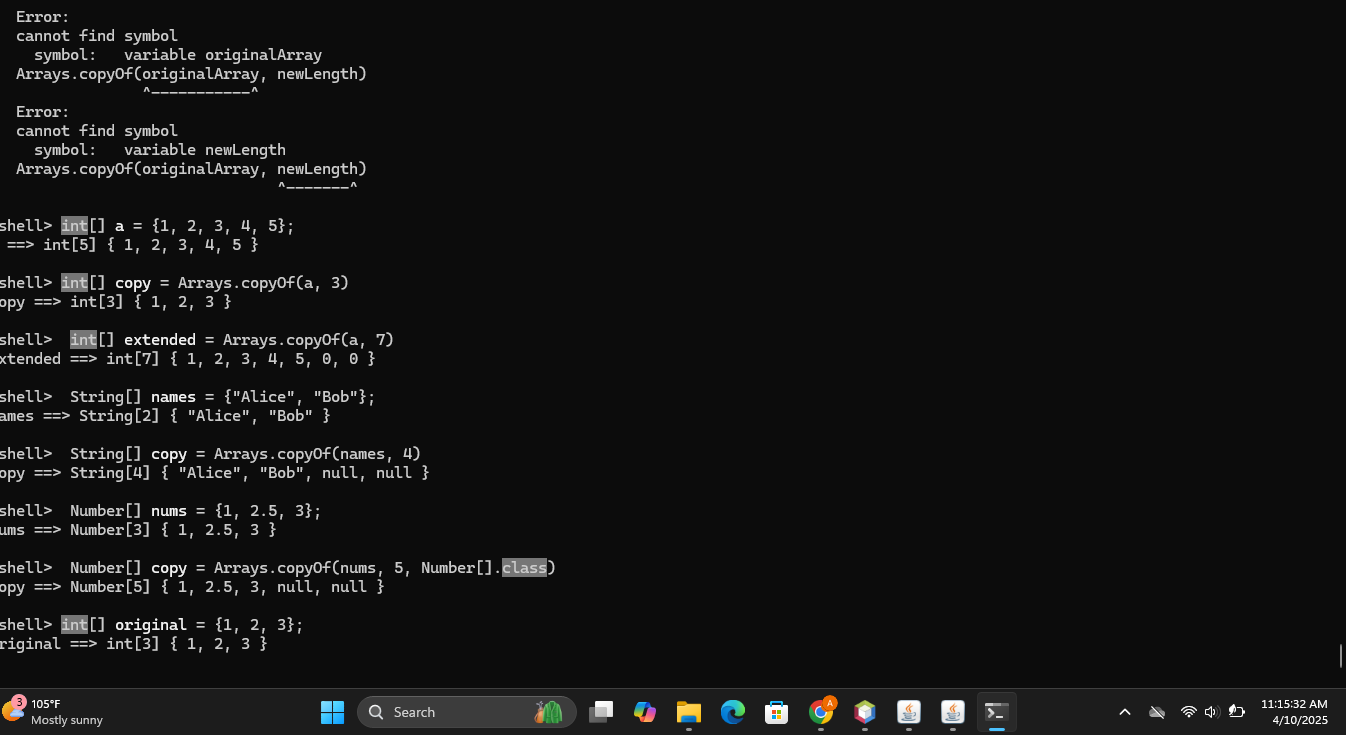 Error:
cannot find symbol
  symbol:   variable originalArray
Arrays.copyOf(originalArray, newLength)
              ^-----------^
Error:
cannot find symbol
  symbol:   variable newLength
Arrays.copyOf(originalArray, newLength)
                             ^-------^
shell> int[] a = {1, 2, 3, 4, 5};
==> int[5] { 1, 2, 3, 4, 5 }
shell> int[] copy = Arrays.copyOf(a, 3)
opy ==> int[3] { 1, 2, 3 }
shell>  int[] extended = Arrays.copyOf(a, 7)
xtended ==> int[7] { 1, 2, 3, 4, 5, 0, 0 }
shell>  String[] names = {"Alice", "Bob"};
ames ==> String[2] { "Alice", "Bob" }
shell>  String[] copy = Arrays.copyOf(names, 4)
opy ==> String[4] { "Alice", "Bob", null, null }
shell>  Number[] nums = {1, 2.5, 3};
ums ==> Number[3] { 1, 2.5, 3 }
shell>  Number[] copy = Arrays.copyOf(nums, 5, Number[].class)
opy ==> Number[5] { 1, 2.5, 3, null, null }
shell> int[] original = {1, 2, 3};
riginal ==> int[3] { 1, 2, 3 }
3
105°F
Mostly sunny
Search
A
11:15:32 AM
4/10/2025